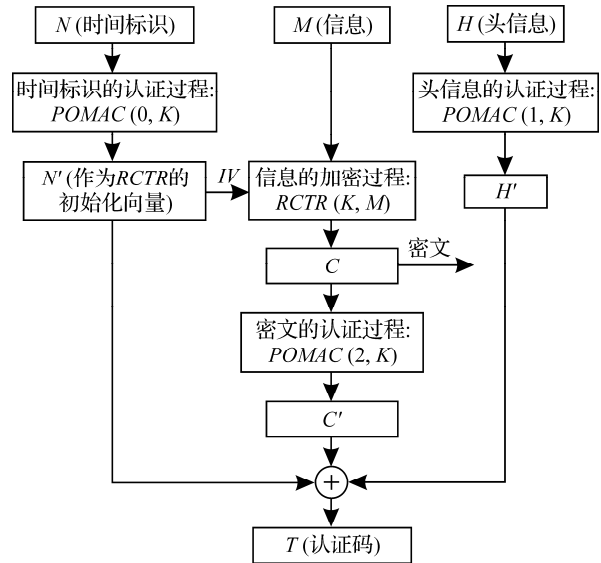 N (时间标识)
M (信息)
H (头信息)
时间标识的认证过程:
POMAC (0, K)
头信息的认证过程:
POMAC (1, K)
N′ (作为RCTR的
初始化向量)
IV
信息的加密过程:
RCTR (K, M)
H′
C
密文
密文的认证过程:
POMAC (2, K)
C′
+
T (认证码)